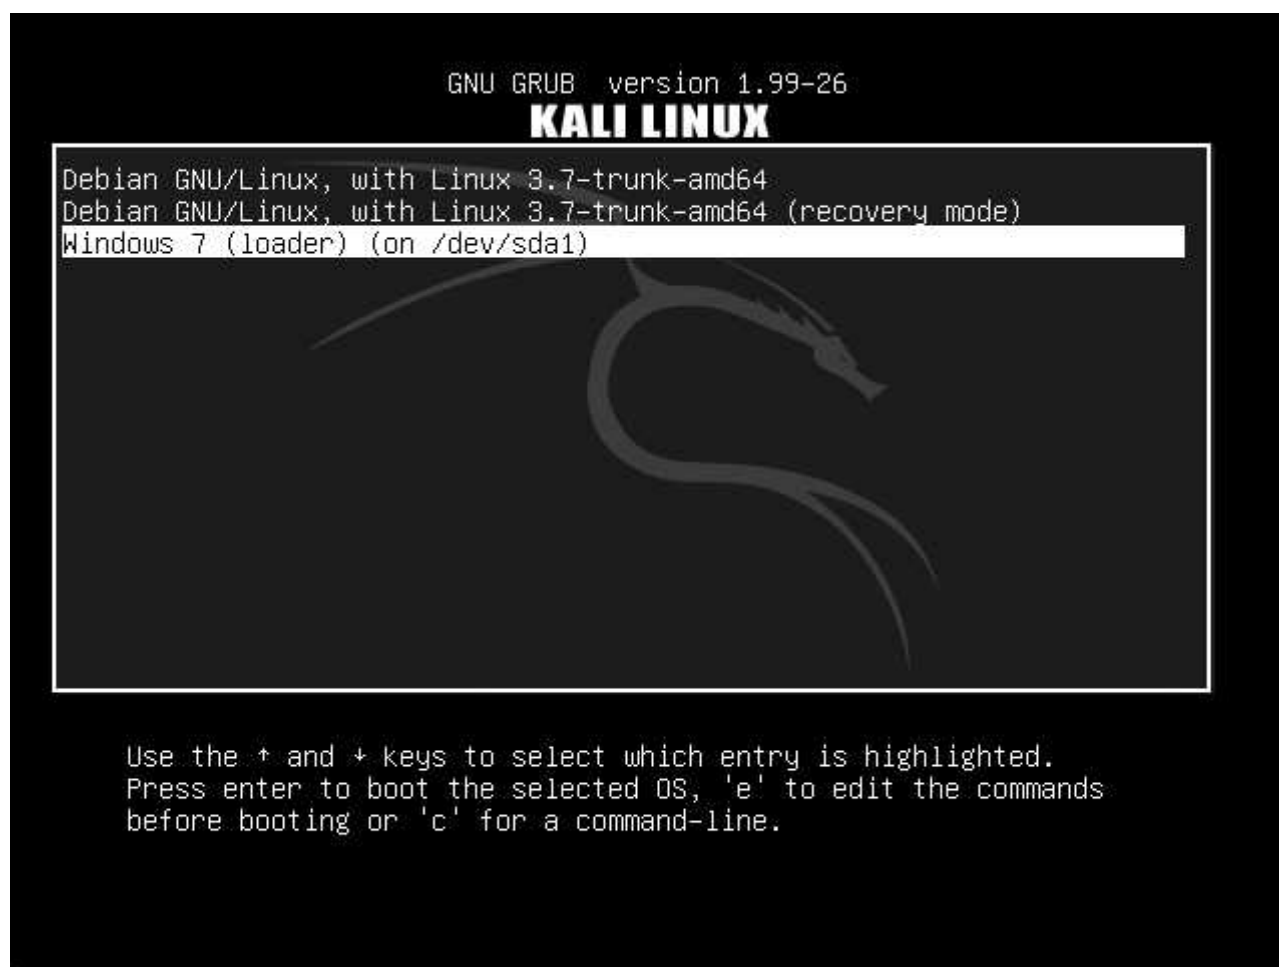 GNU GRUB  version 1.99-26
KALI LINUX
Debian GNU/Linux, with Linux 3.7-trunk-amd64
Debian GNU/Linux, with Linux 3.7-trunk-amd64 (recovery mode)
Windows 7 (loader) (on /dev/sda1)
Use the ↑ and ↓ keys to select which entry is highlighted.
Press enter to boot the selected OS, 'e' to edit the commands
before booting or 'c' for a command-line.